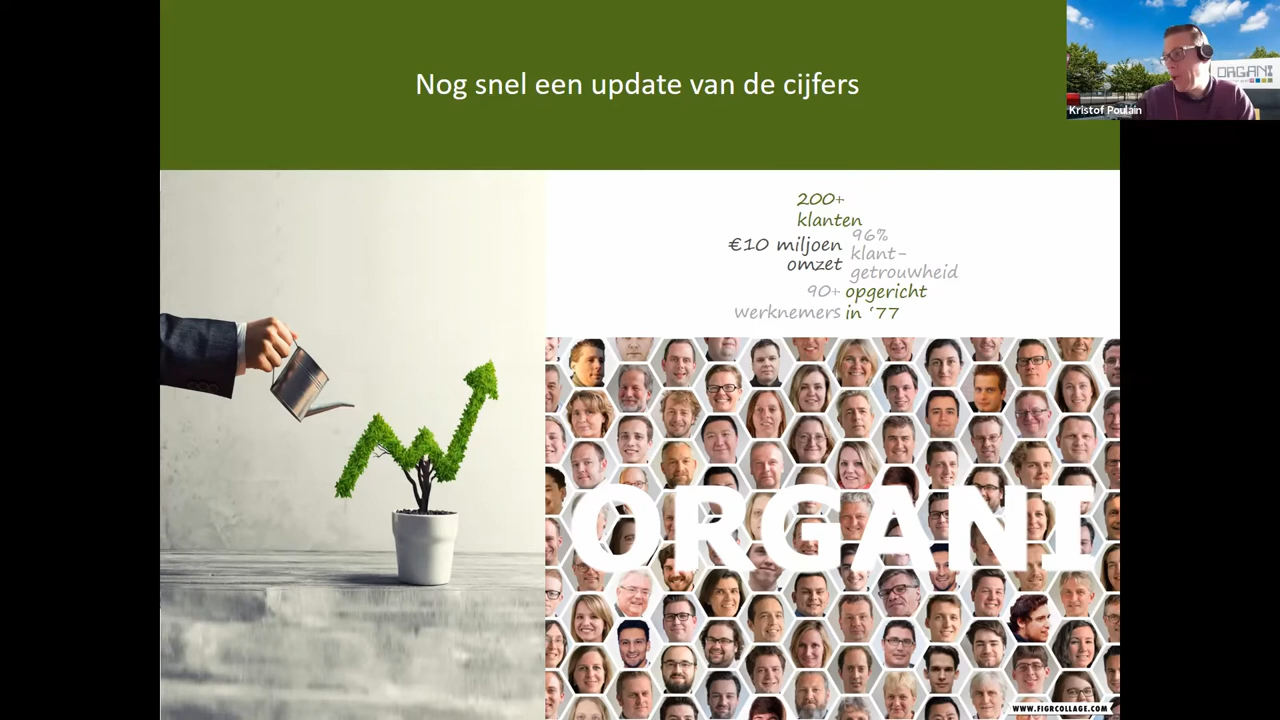 Nog snel een update van de cijfers
ORGANI
Kristof Poulain
200+
klanten
€10 miljoen
omzet
96%
klant-
getrouwheid
90+
werknemers
opgericht
in ‘77
ORGANI
WWW.FIGRCOLLAGE.COM